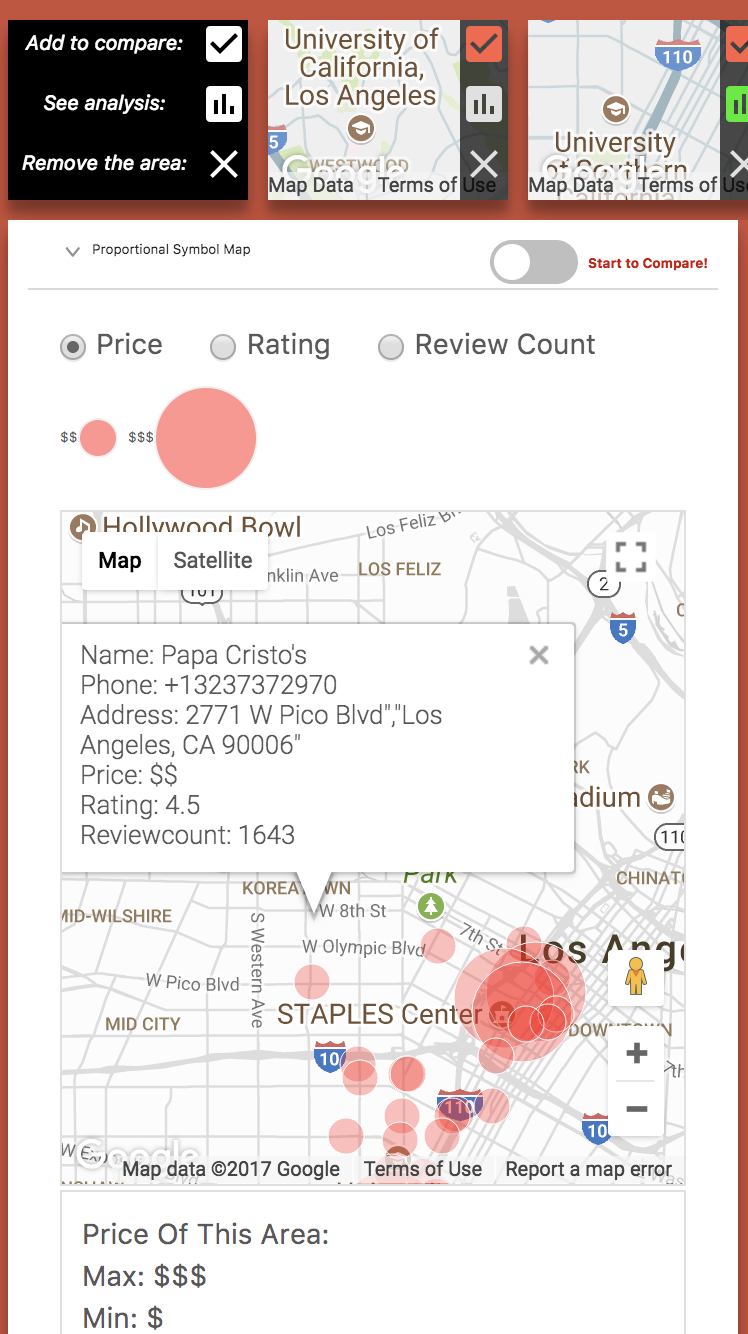 Add to compare:
See analysis:
Remove the area:
University of
California,
Los Angeles
5
WESTWOOD
Google
Map Data
Terms of Use
110
University
of Southern
California
Google
Map Data
Terms of Us
Proportional Symbol Map
Start to Compare!
Price
Rating
Review Count
$$
$$$
Hollywood Bowl
Los Feliz
Map
Satellite
nklin Ave
LOS FELIZ
101
2
5
Name: Papa Cristo's
Phone: +13237372970
Address: 2771 W Pico Blvd","Los
Angeles, CA 90006"
Price: $$
Rating: 4.5
Reviewcount: 1643
RK
adium
110
Park
CHINAT
KOREATOWN
MID-WILSHIRE
W 8th St
7th St
S Western Ave
W Olympic Blvd
Los Ange
W Pico Blvd
STAPLES Center
MID CITY
DOWNTOWN
10
110
10
th
Google
Map data ©2017 Google
Terms of Use
Report a map error
Price Of This Area:
Max: $$$
Min: $